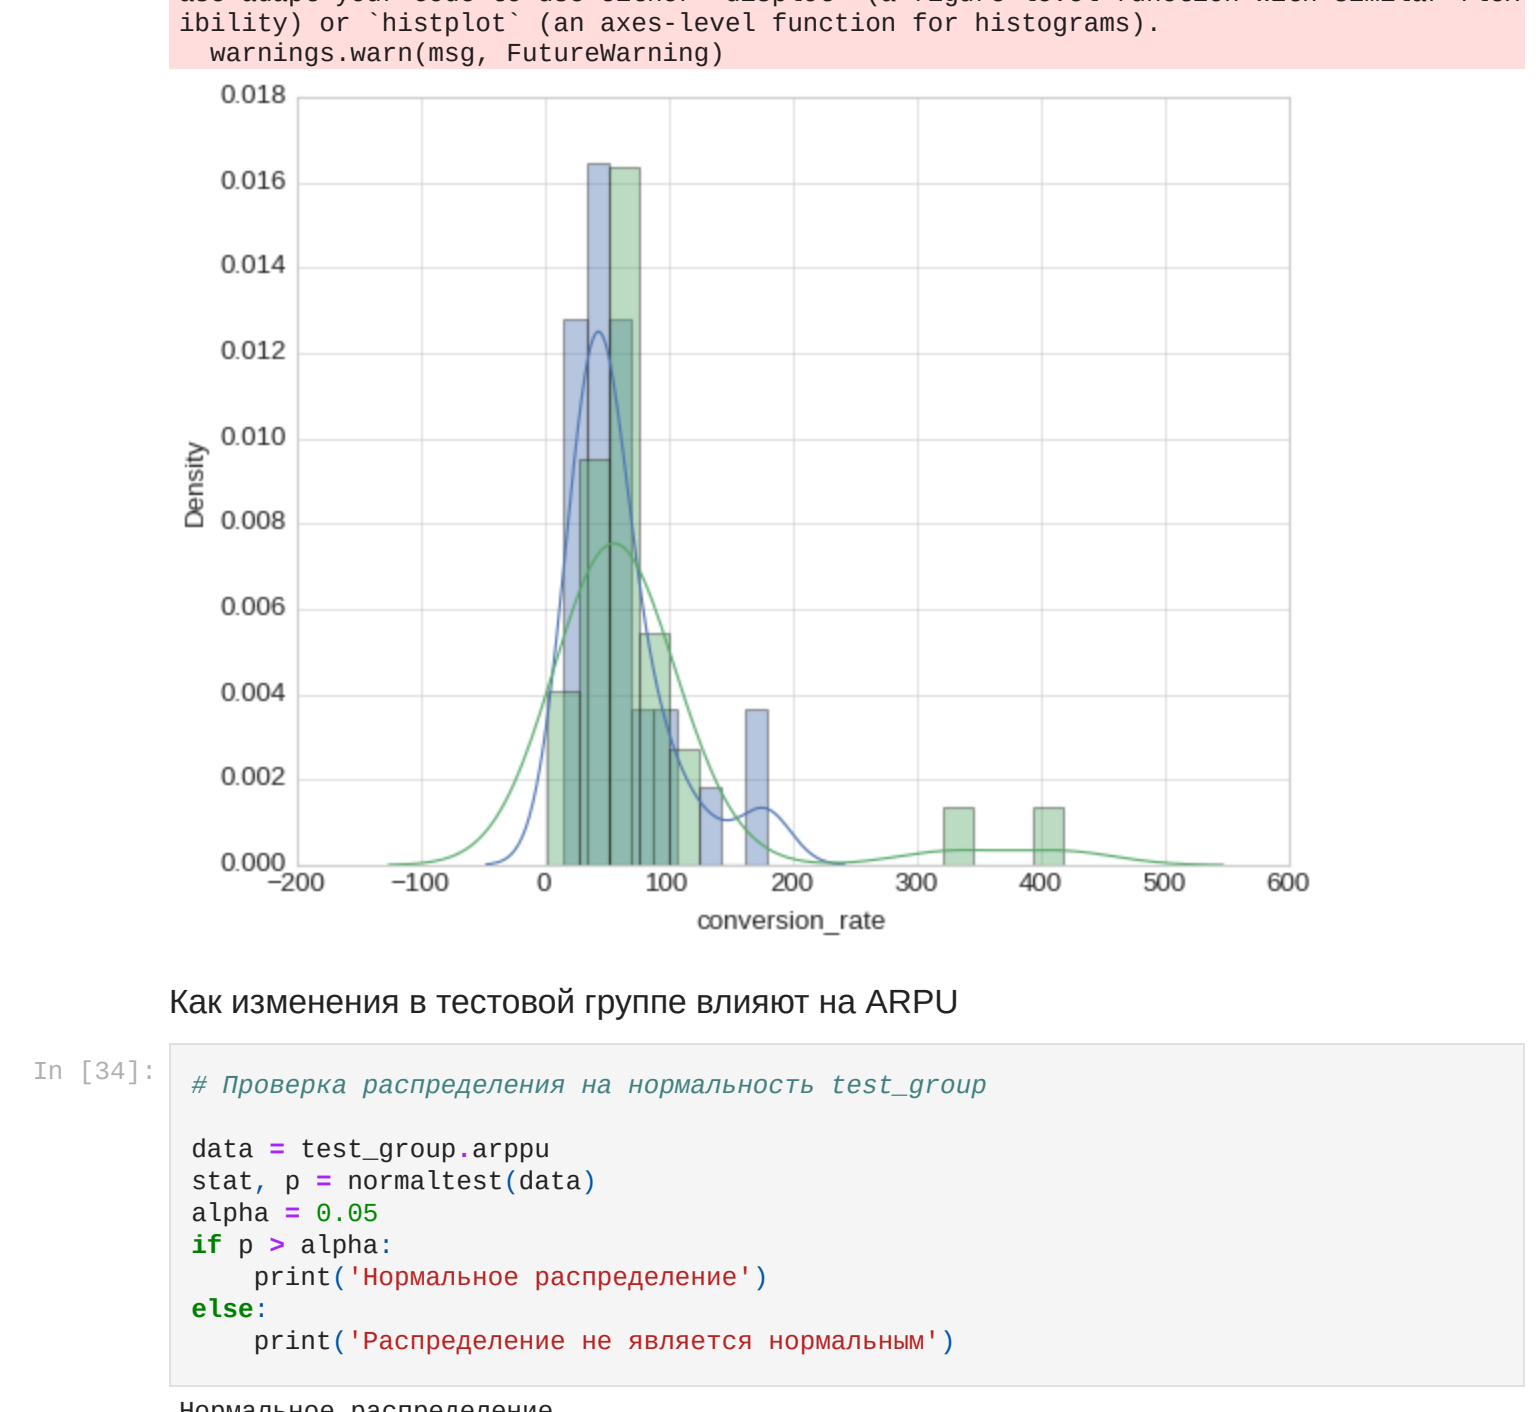 ibility) or `histplot` (an axes-level function for histograms).
warnings.warn(msg, FutureWarning)
0.018
0.016
0.014
0.012
0.010
0.008
0.006
0.004
0.002
0.000
Density
−200 −100 0 100 200 300 400 500 600
conversion_rate
Как изменения в тестовой группе влияют на ARPU
In [34]:
# Проверка распределения на нормальность test_group
data = test_group.arppu
stat, p = normaltest(data)
alpha = 0.05
if p > alpha:
print('Нормальное распределение')
else:
print('Распределение не является нормальным')
Нормальное распределение